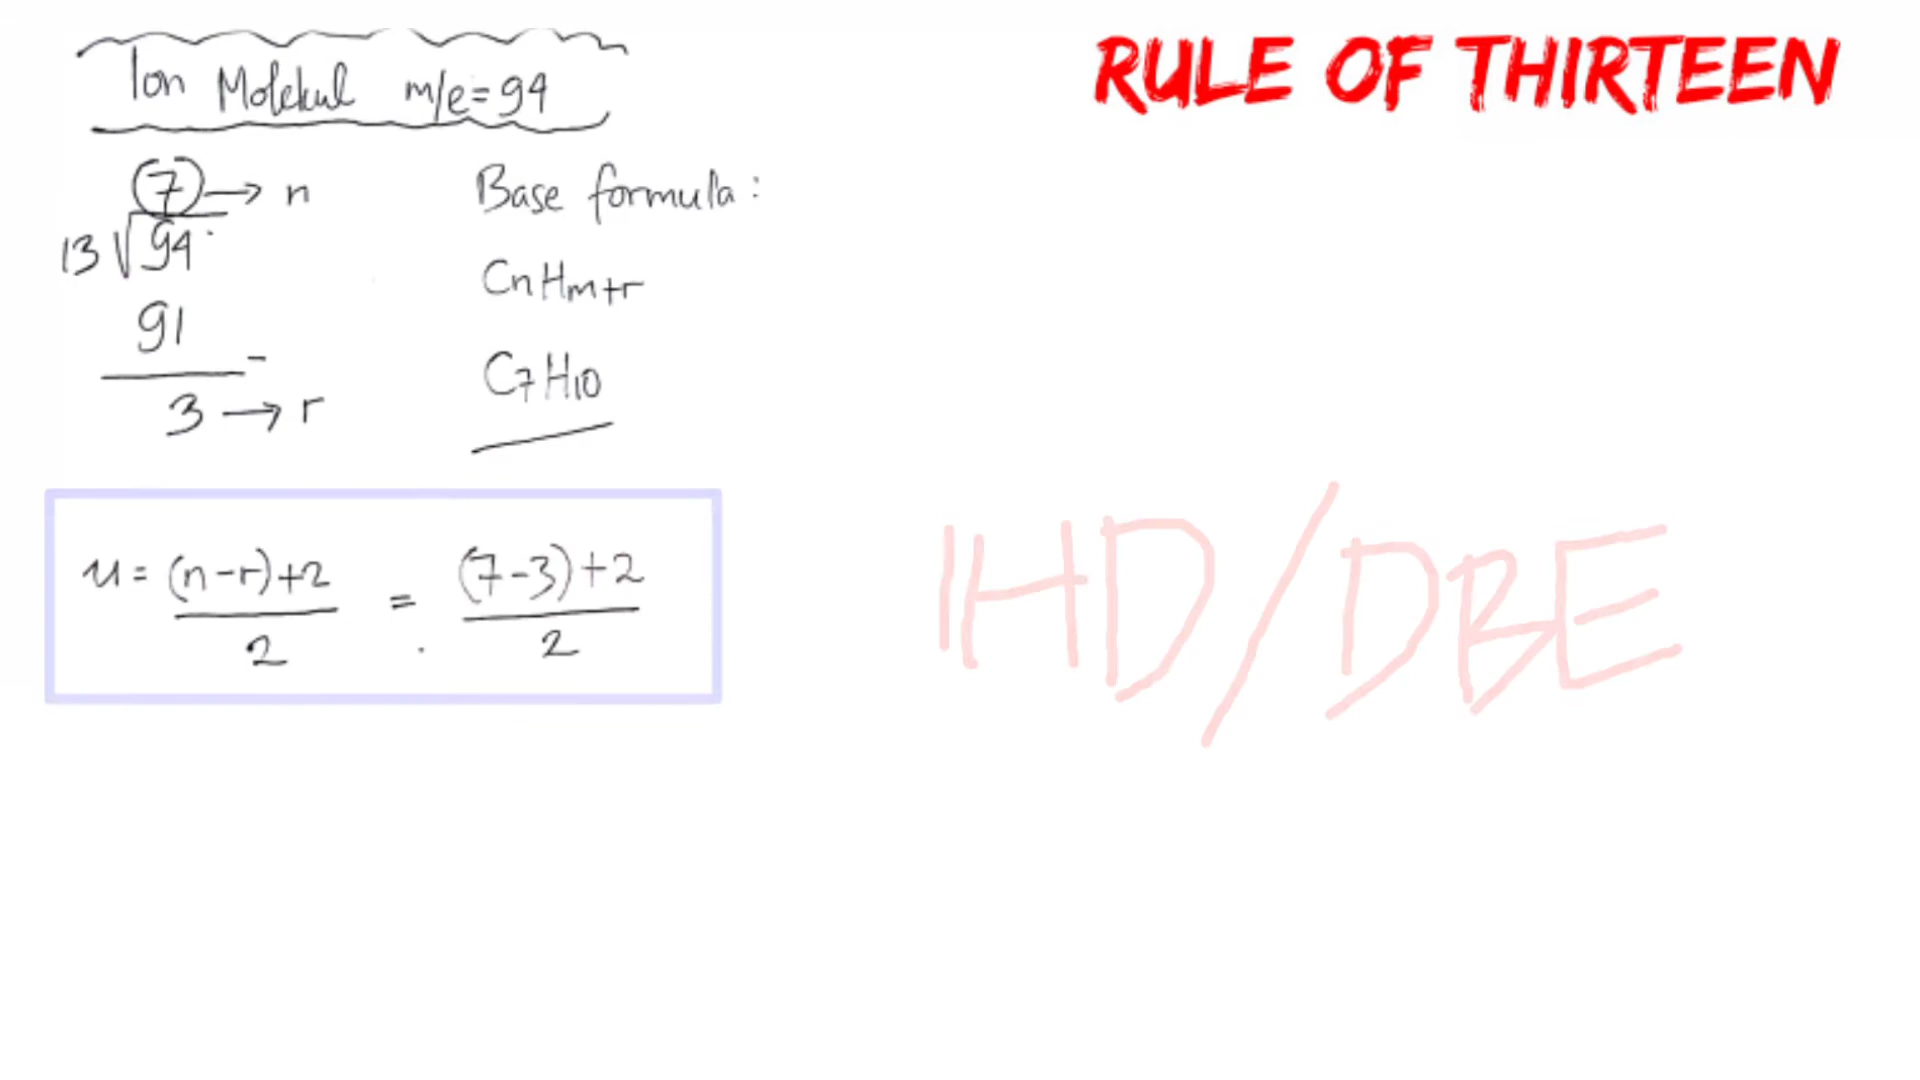 Ion Molekul m/e=94
RULE OF THIRTEEN
7 → n
13 √94
91
-
3 → r
Base formula:
CnHm+r
C7H10
u = (n-r)+2 / 2 = (7-3)+2 / 2
IHD/DBE